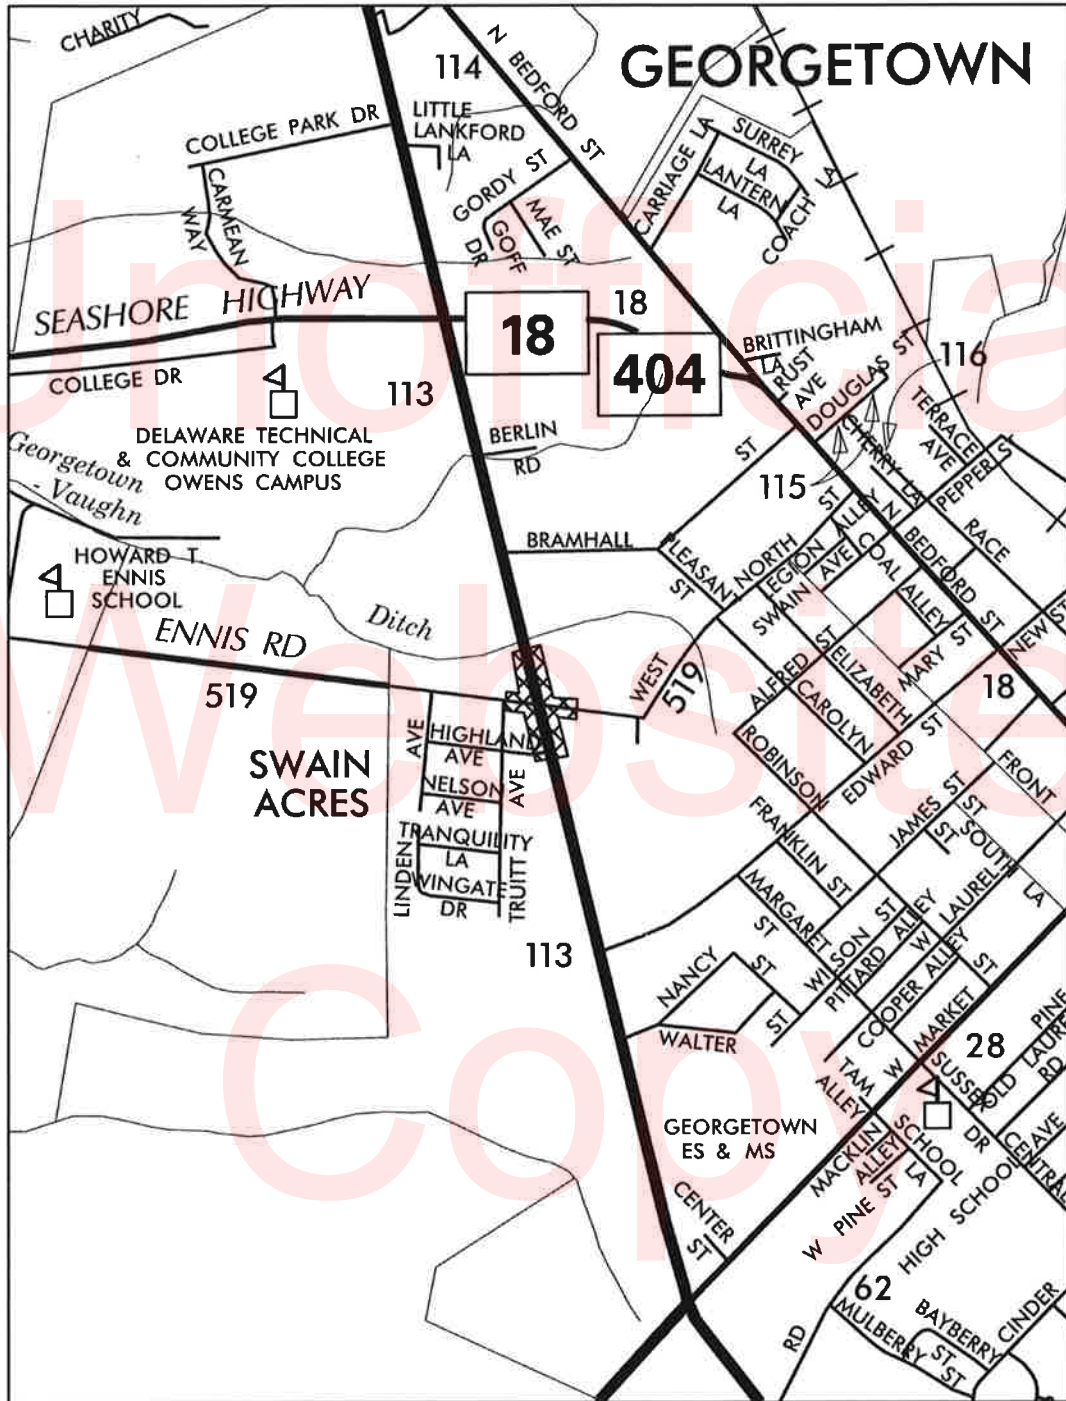 CHARITY
114
N BEDFORD ST
GEORGETOWN
COLLEGE PARK DR
LITTLE
LANKFORD
LA
CARMEAN
WAY
GORDY ST
MAE ST
GOFF
DR
CARRIAGE LA
SURREY
LA
LANTERN
LA
COACH LA
SEASHORE HIGHWAY
18
18
404
BRITTINGHAM
LA
RUST
AVE
DOUGLAS ST
116
COLLEGE DR
113
TERRACE
AVE
CHERRY LA
PEPPER S
BERLIN
RD
DELAWARE TECHNICAL
& COMMUNITY COLLEGE
OWENS CAMPUS
115
Georgetown
- Vaughn
BRAMHALL
ST
PLEASANT
ST
NORTH ST
LEGION ALLEY
SWAIN AVE
COAL ALLEY
N BEDFORD ST
RACE
HOWARD T.
ENNIS
SCHOOL
Ditch
ENNIS RD
519
WEST
519
ALFRED ST
ELIZABETH
MARY ST
NEW ST
18
CAROLYN
EDWARD ST
ROBINSON
FRONT
SWAIN
ACRES
AVE
HIGHLAND
AVE
NELSON
AVE
AVE
TRANQUILITY
LA
WINGATE
DR
LINDEN
TRUITT
FRANKLIN ST
JAMES ST
ST
ST
SOUTH
LA
MARGARET
ST
WILSON ST
PITTARD ALLEY
W LAUREL
ST
COOPER ALLEY
113
NANCY
ST
WALTER
ST
W MARKET
28
PINE
OLD LAUREL
RD
SUSSEX
DR
TAM
ALLEY
GEORGETOWN
ES & MS
MACKLIN
ALLEY
SCHOOL
LA
CENTRAL
AVE
W PINE ST
HIGH SCHOOL
CENTER
ST
62
RD
MULBERRY
ST
BAYBERRY
ST
CINDER
Unofficial
Website
Copy